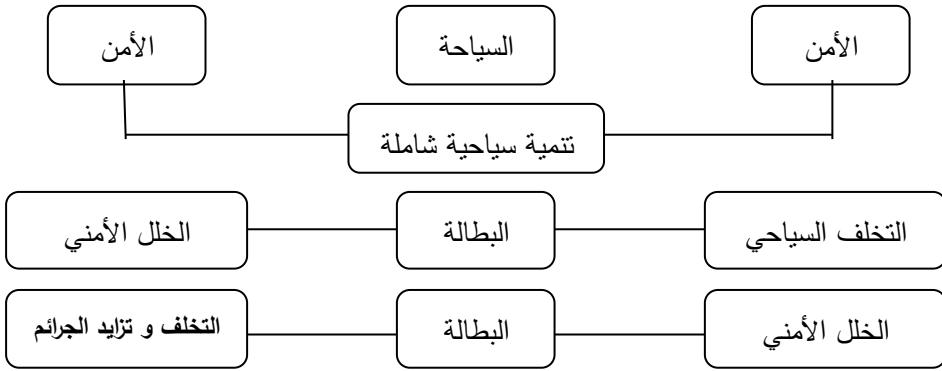 الأمن
السياحة
الأمن
تنمية سياحية شاملة
التخلف السياحي
البطالة
الخلل الأمني
الخلل الأمني
البطالة
التخلف و تزايد الجرائم